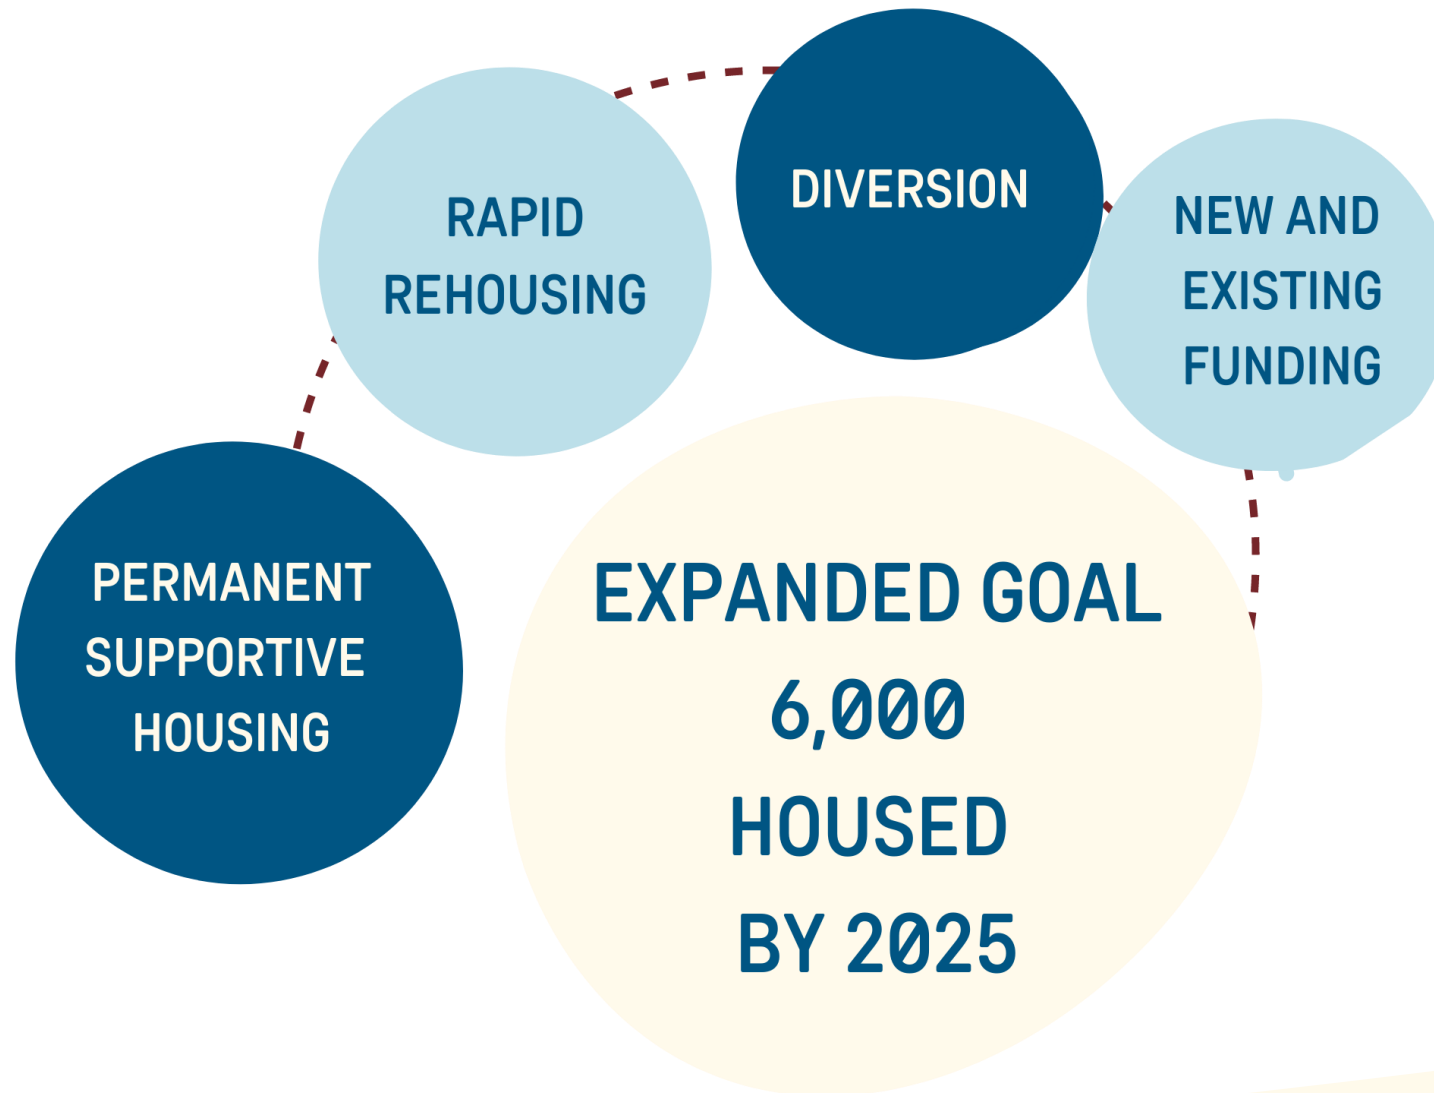 DIVERSION
RAPID
REHOUSING
NEW AND
EXISTING
FUNDING
PERMANENT
SUPPORTIVE
HOUSING
EXPANDED GOAL
6,000
HOUSED
BY 2025